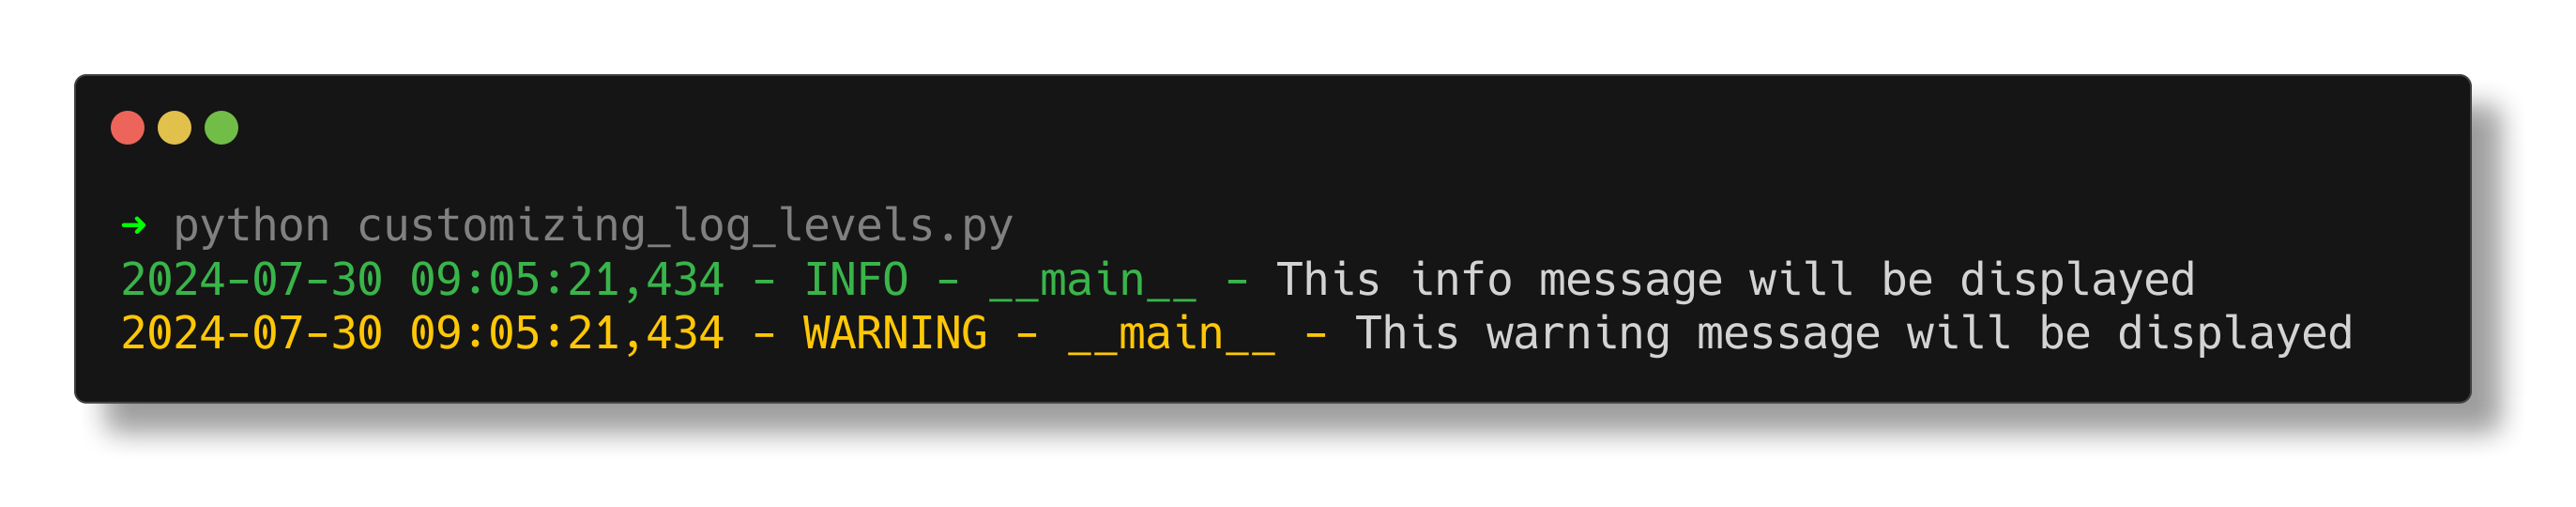 ➜ python customizing_log_levels.py
2024-07-30 09:05:21,434 - INFO - __main__ - This info message will be displayed
2024-07-30 09:05:21,434 - WARNING - __main__ - This warning message will be displayed